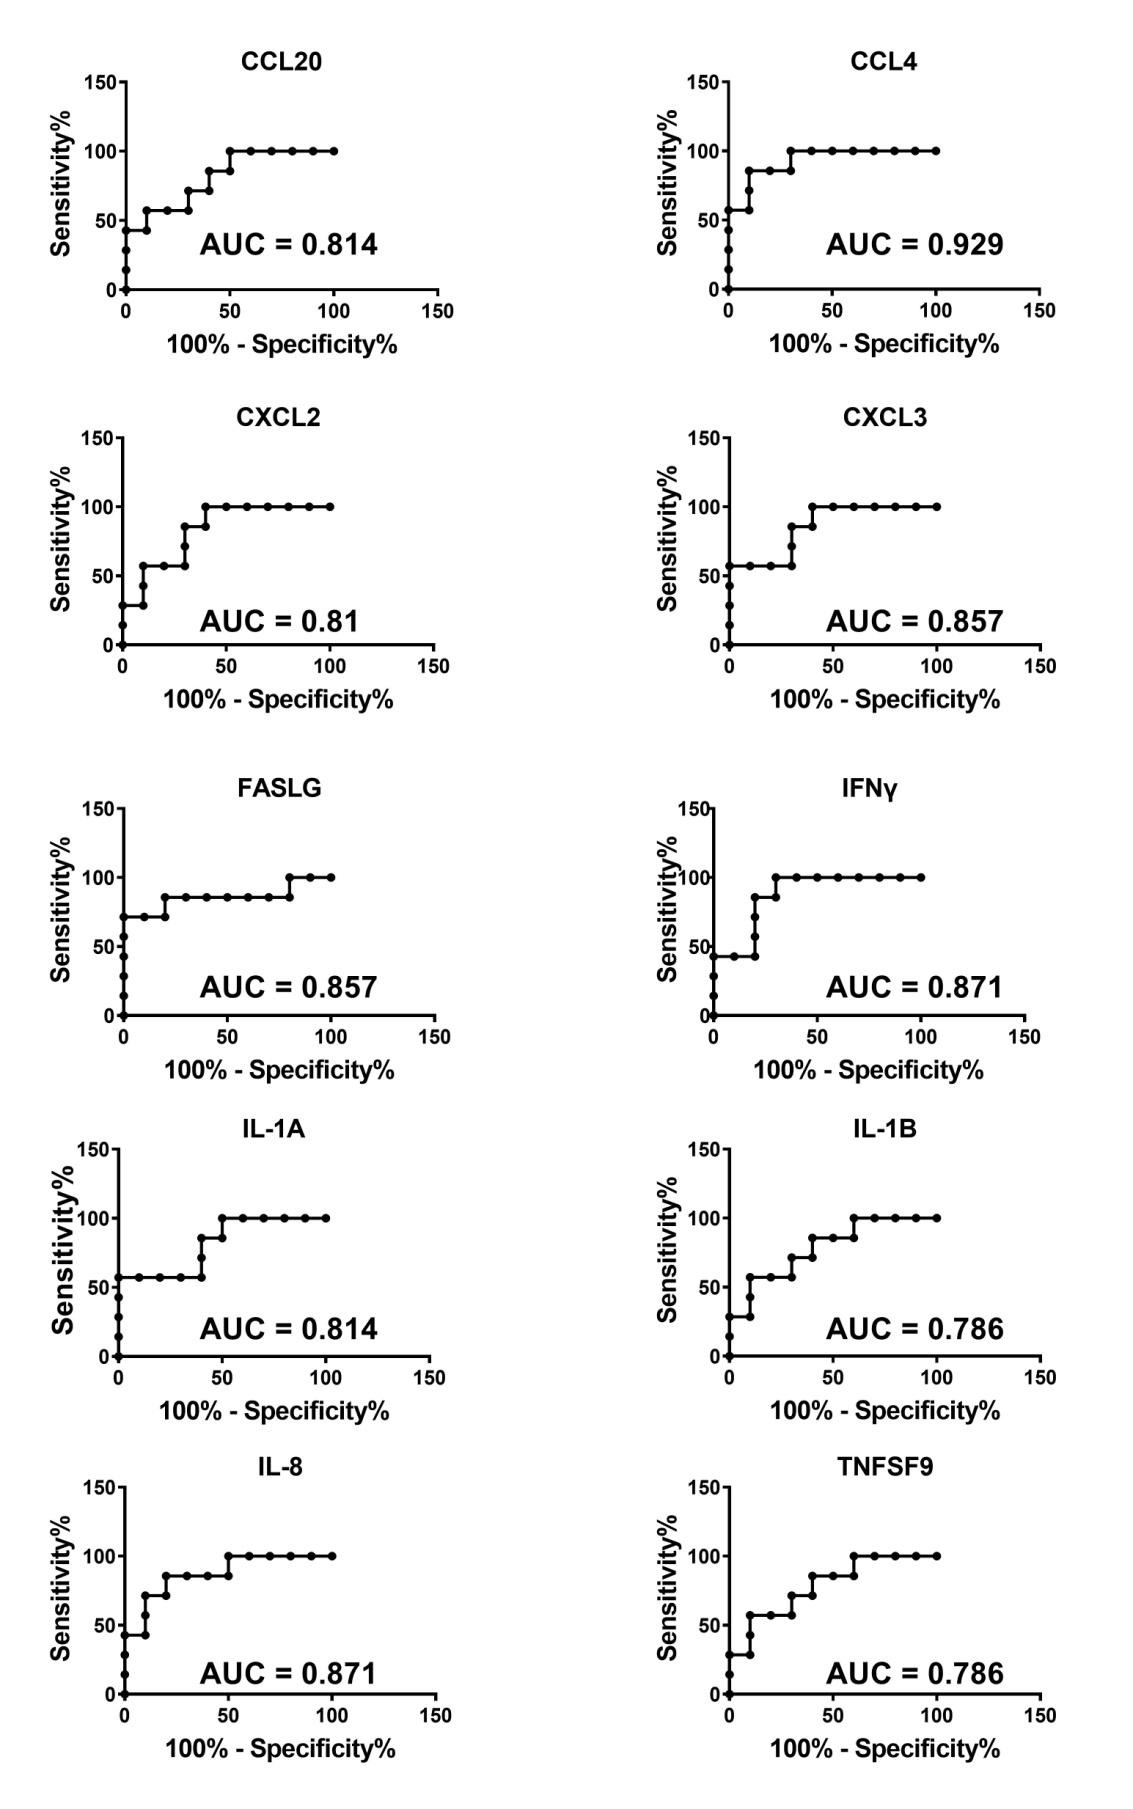 CCL20
150
100
50
0
Sensitivity%
AUC = 0.814
0 50 100 150
100% - Specificity%
CCL4
150
100
50
0
Sensitivity%
AUC = 0.929
0 50 100 150
100% - Specificity%
CXCL2
150
100
50
0
Sensitivity%
AUC = 0.81
0 50 100 150
100% - Specificity%
CXCL3
150
100
50
0
Sensitivity%
AUC = 0.857
0 50 100 150
100% - Specificity%
FASLG
150
100
50
0
Sensitivity%
AUC = 0.857
0 50 100 150
100% - Specificity%
IFNγ
150
100
50
0
Sensitivity%
AUC = 0.871
0 50 100 150
100% - Specificity%
IL-1A
150
100
50
0
Sensitivity%
AUC = 0.814
0 50 100 150
100% - Specificity%
IL-1B
150
100
50
0
Sensitivity%
AUC = 0.786
0 50 100 150
100% - Specificity%
IL-8
150
100
50
0
Sensitivity%
AUC = 0.871
0 50 100 150
100% - Specificity%
TNFSF9
150
100
50
0
Sensitivity%
AUC = 0.786
0 50 100 150
100% - Specificity%